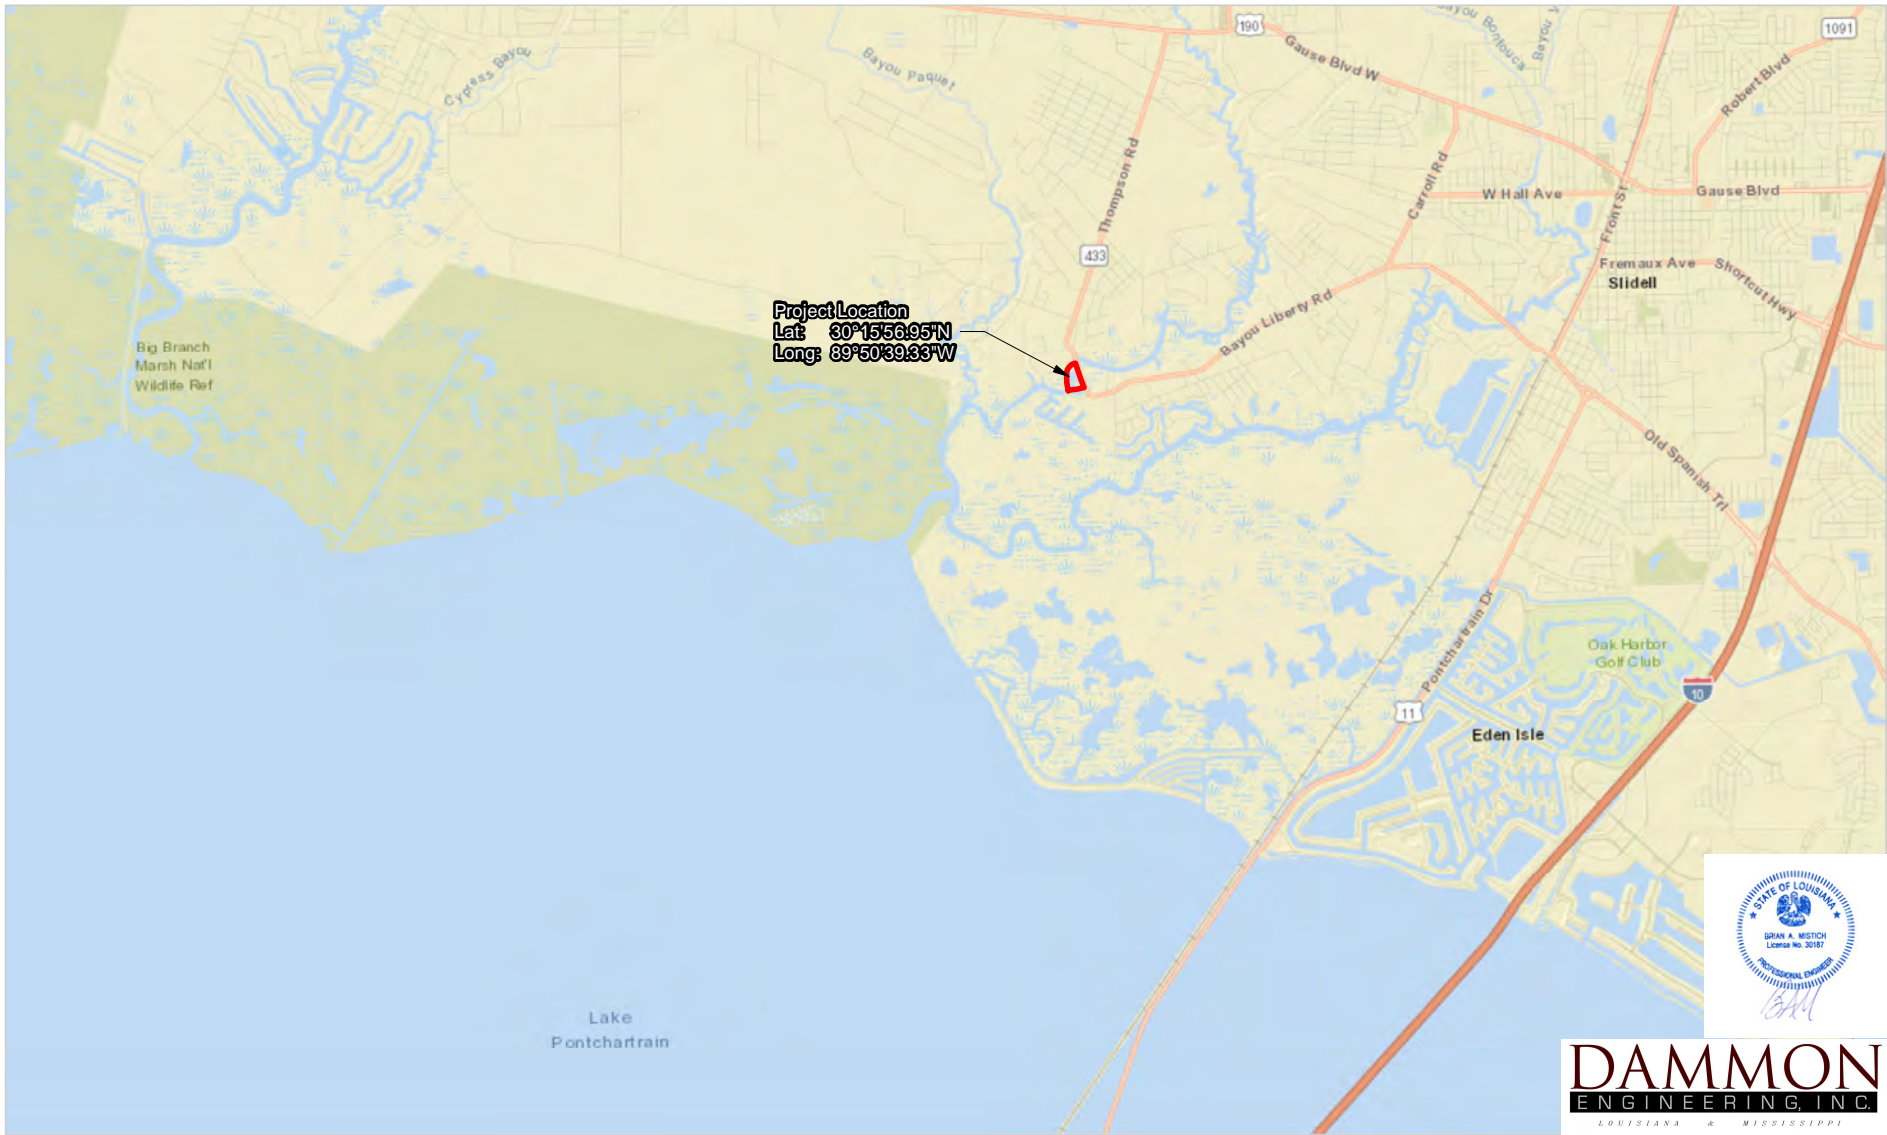 190
1091
Gause Blvd W
Bayou Bonfouca
Bayou V
Robert Blvd
Cypress Bayou
Bayou Paquet
Thompson Rd
Carroll Rd
W Hall Ave
Front St
Gause Blvd
433
Fremaux Ave
Shortcut Hwy
Slidell
Project Location
Lat: 30°15'56.95"N
Long: 89°50'39.33"W
Bayou Liberty Rd
Big Branch
Marsh Nat'l
Wildlife Ref
Old Spanish Trl
Pontchartrain Dr
Oak Harbor
Golf Club
10
11
Eden Isle
STATE OF LOUISIANA
BRIAN A. MISTICH
License No. 30187
PROFESSIONAL ENGINEER
BAM
Lake
Pontchartrain
DAMMON
ENGINEERING, INC.
LOUISIANA & MISSISSIPPI